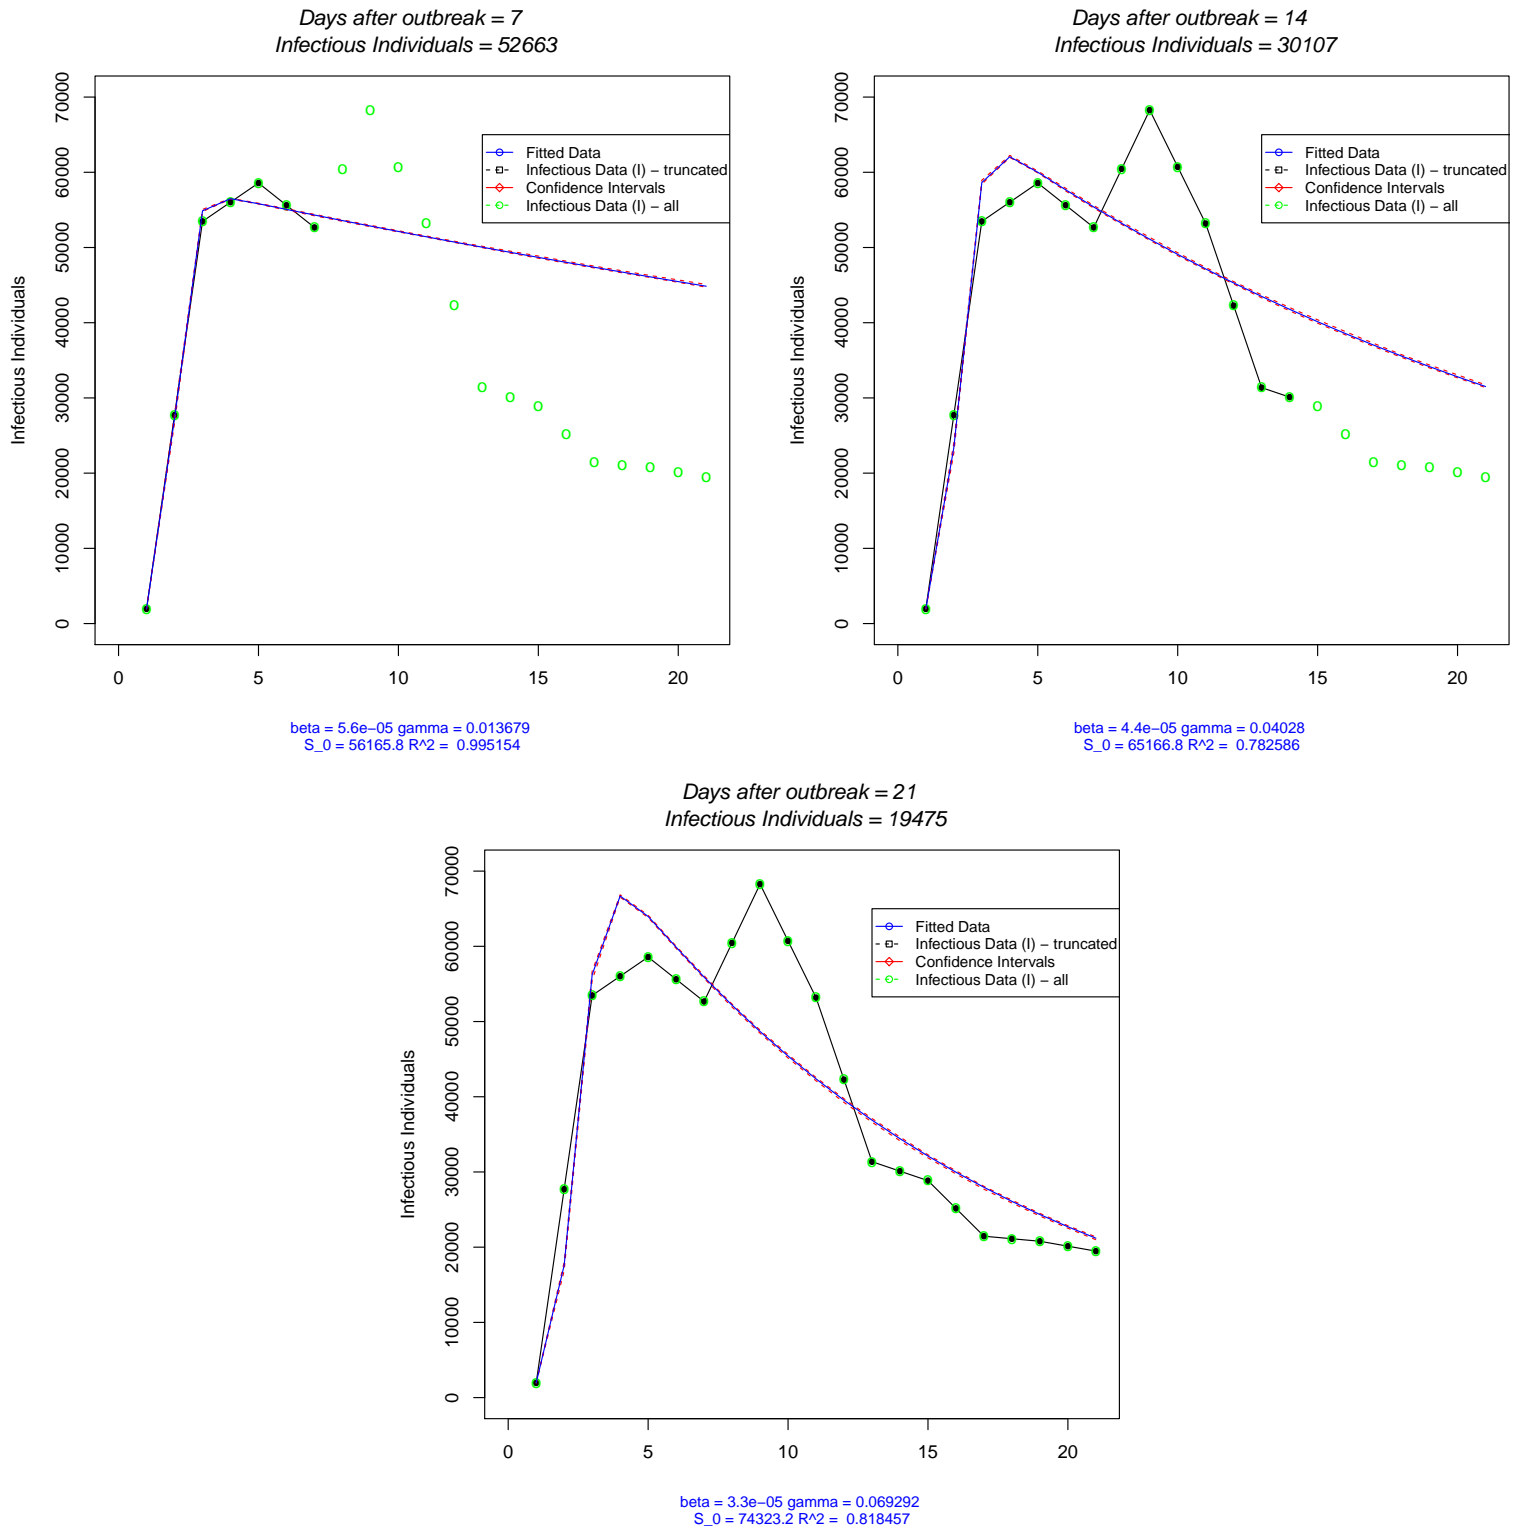 Days after outbreak = 7
Infectious Individuals = 52663
Infectious Individuals
0
10000
20000
30000
40000
50000
60000
70000
Fitted Data
Infectious Data (I) − truncated
Confidence Intervals
Infectious Data (I) − all
0 5 10 15 20
beta = 5.6e−05 gamma = 0.013679
S_0 = 56165.8 R^2 = 0.995154
Days after outbreak = 14
Infectious Individuals = 30107
Infectious Individuals
0
10000
20000
30000
40000
50000
60000
70000
Fitted Data
Infectious Data (I) − truncated
Confidence Intervals
Infectious Data (I) − all
0 5 10 15 20
beta = 4.4e−05 gamma = 0.04028
S_0 = 65166.8 R^2 = 0.782586
Days after outbreak = 21
Infectious Individuals = 19475
Infectious Individuals
0
10000
20000
30000
40000
50000
60000
70000
Fitted Data
Infectious Data (I) − truncated
Confidence Intervals
Infectious Data (I) − all
0 5 10 15 20
beta = 3.3e−05 gamma = 0.069292
S_0 = 74323.2 R^2 = 0.818457